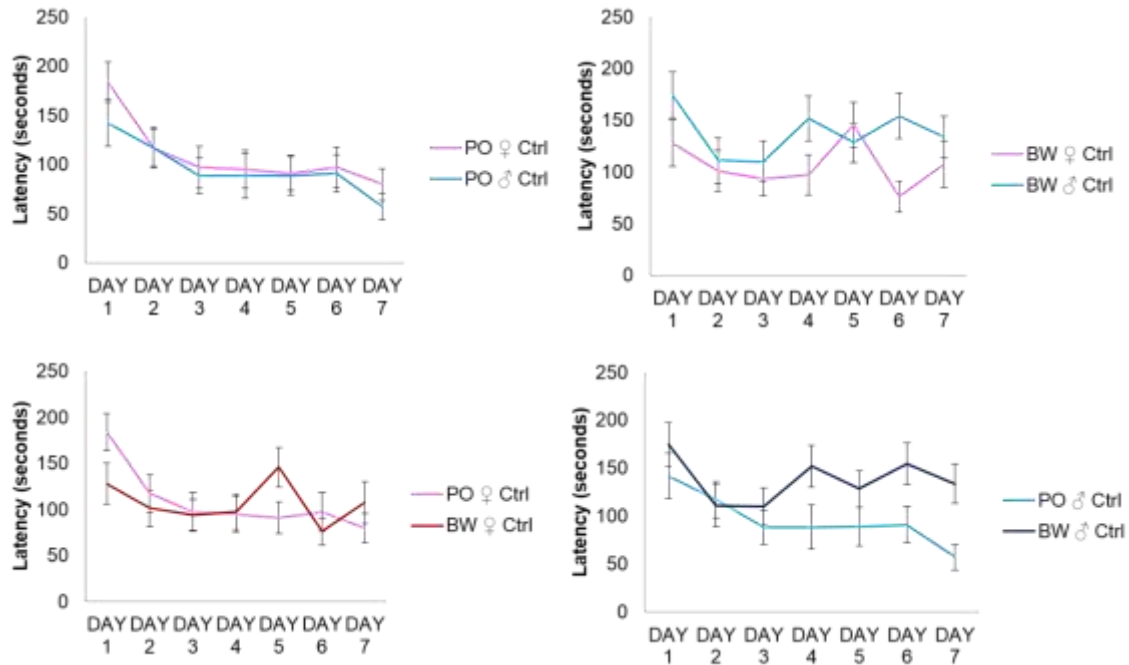 250
200
150
100
50
0
Latency (seconds)
DAY DAY DAY DAY DAY DAY DAY
1 2 3 4 5 6 7
PO ♀ Ctrl
PO ♂ Ctrl
250
200
150
100
50
0
Latency (seconds)
DAY DAY DAY DAY DAY DAY DAY
1 2 3 4 5 6 7
BW ♀ Ctrl
BW ♂ Ctrl
250
200
150
100
50
0
Latency (seconds)
DAY DAY DAY DAY DAY DAY DAY
1 2 3 4 5 6 7
PO ♀ Ctrl
BW ♀ Ctrl
250
200
150
100
50
0
Latency (seconds)
DAY DAY DAY DAY DAY DAY DAY
1 2 3 4 5 6 7
PO ♂ Ctrl
BW ♂ Ctrl